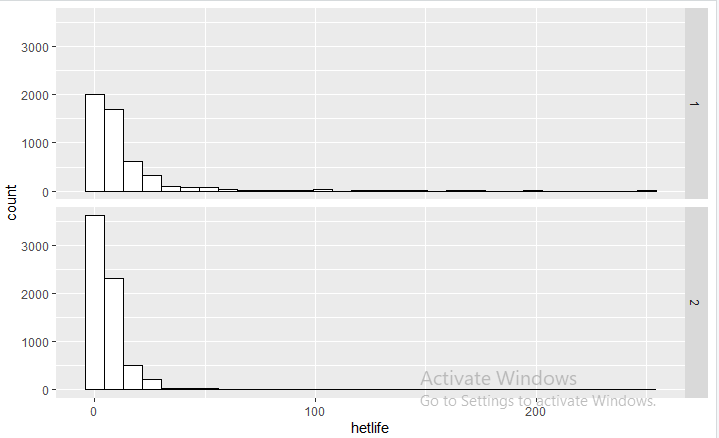 3000
2000
1000
0
1
count
3000
2000
1000
0
2
0 100 200
hetlife
Activate Windows
Go to Settings to activate Windows.